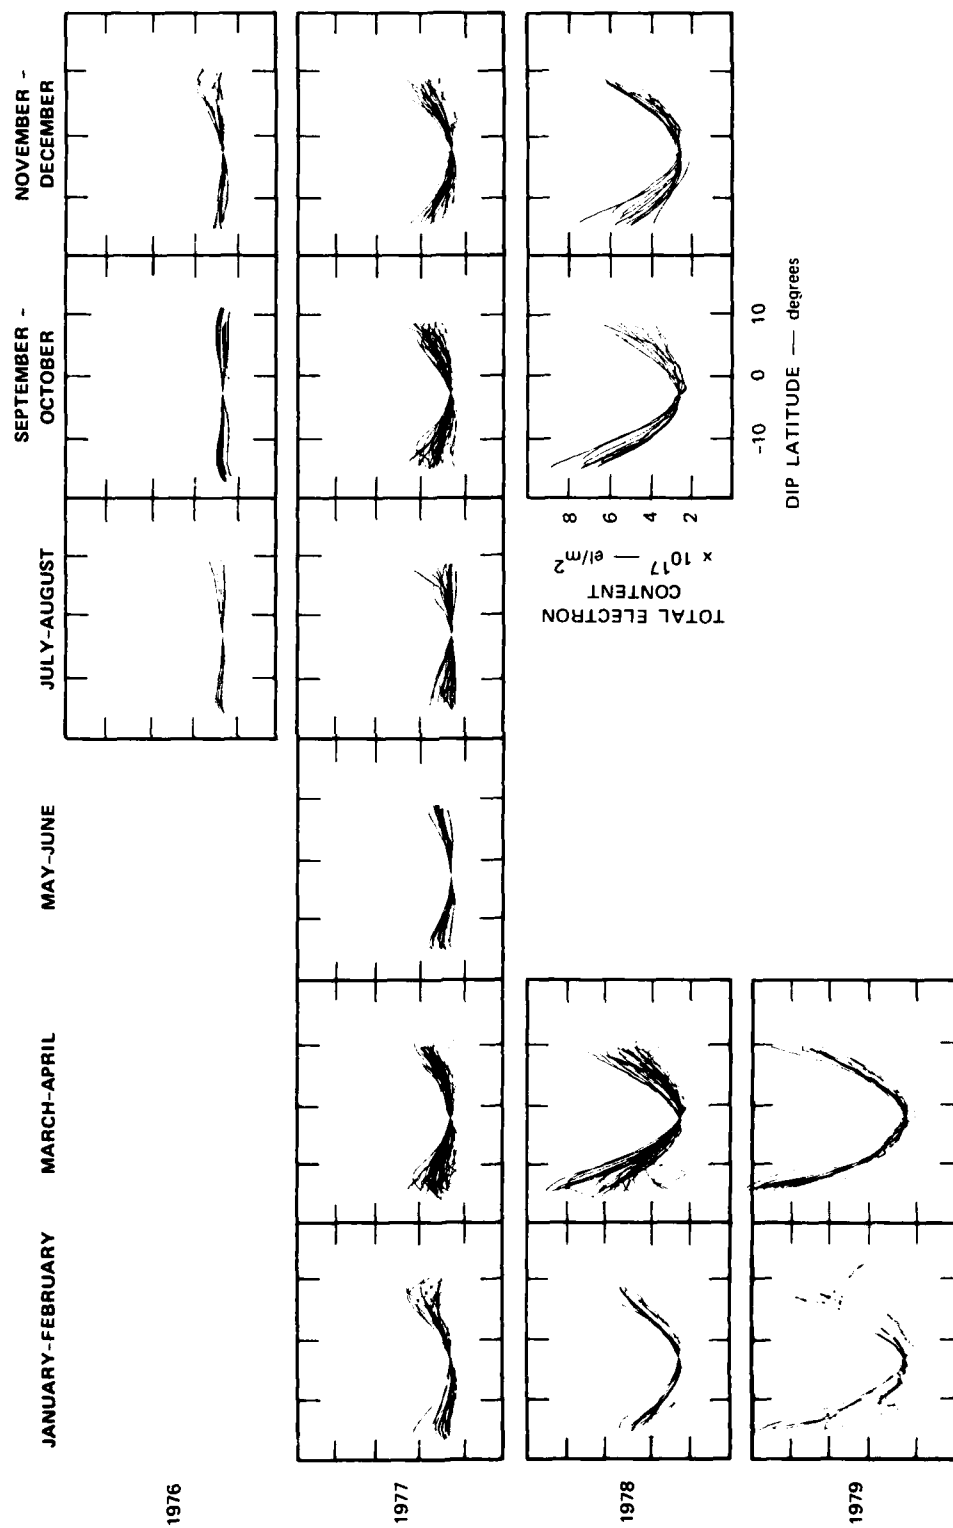 JANUARY-FEBRUARY
MARCH-APRIL
MAY-JUNE
JULY-AUGUST
SEPTEMBER -
OCTOBER
NOVEMBER -
DECEMBER
1976
1977
1978
1979
TOTAL ELECTRON
CONTENT
x 10¹⁷ — el/m²
8
6
4
2
-10 0 10
DIP LATITUDE — degrees